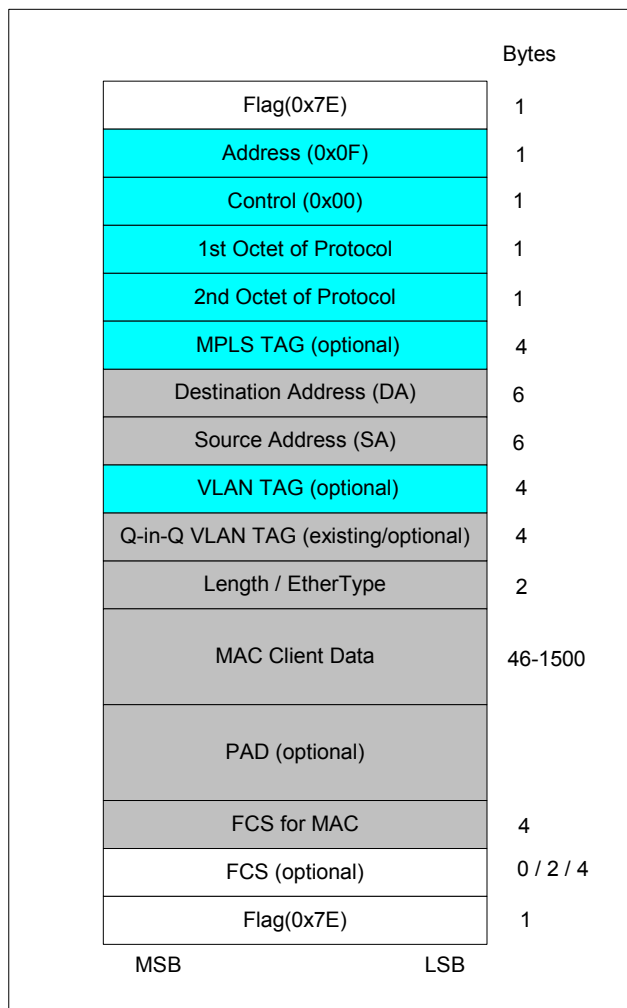 Bytes
Flag(0x7E) 1
Address (0x0F) 1
Control (0x00) 1
1st Octet of Protocol 1
2nd Octet of Protocol 1
MPLS TAG (optional) 4
Destination Address (DA) 6
Source Address (SA) 6
VLAN TAG (optional) 4
Q-in-Q VLAN TAG (existing/optional) 4
Length / EtherType 2
MAC Client Data 46-1500
PAD (optional)
FCS for MAC 4
FCS (optional) 0 / 2 / 4
Flag(0x7E) 1
MSB LSB